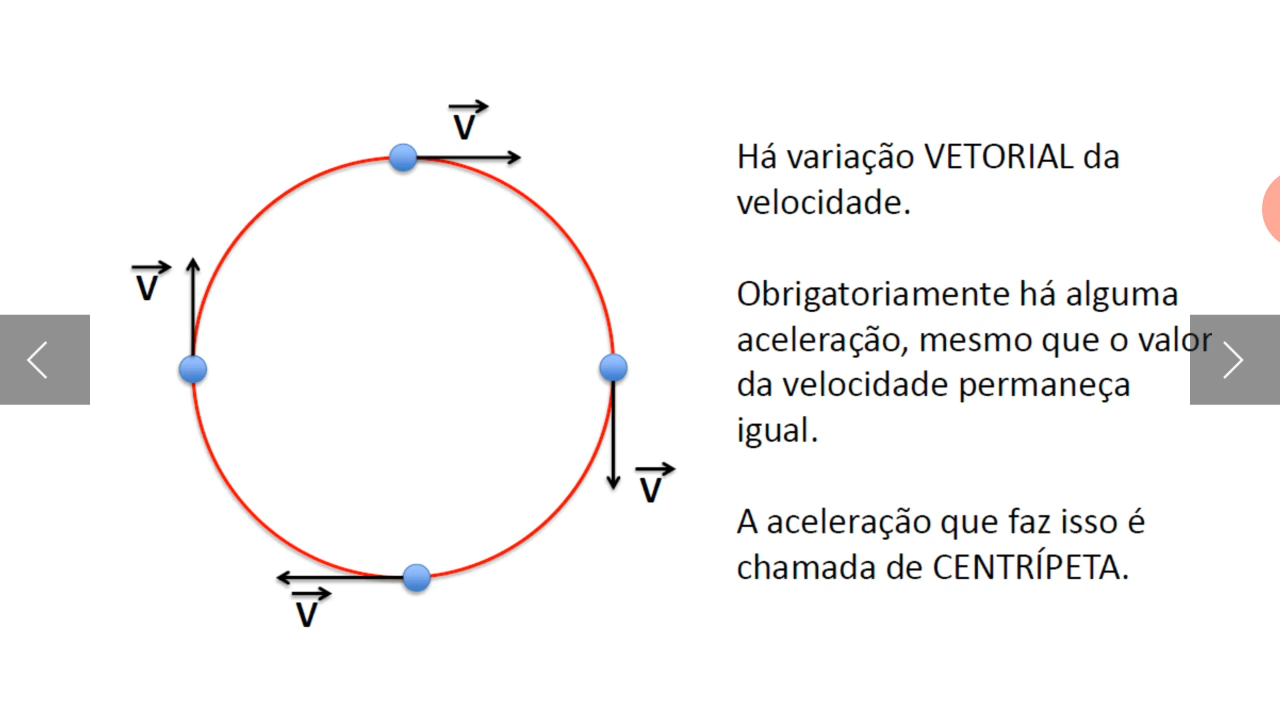 V
V
V
V
Há variação VETORIAL da
velocidade.
Obrigatoriamente há alguma
aceleração, mesmo que o valor
da velocidade permaneça
igual.
A aceleração que faz isso é
chamada de CENTRÍPETA.